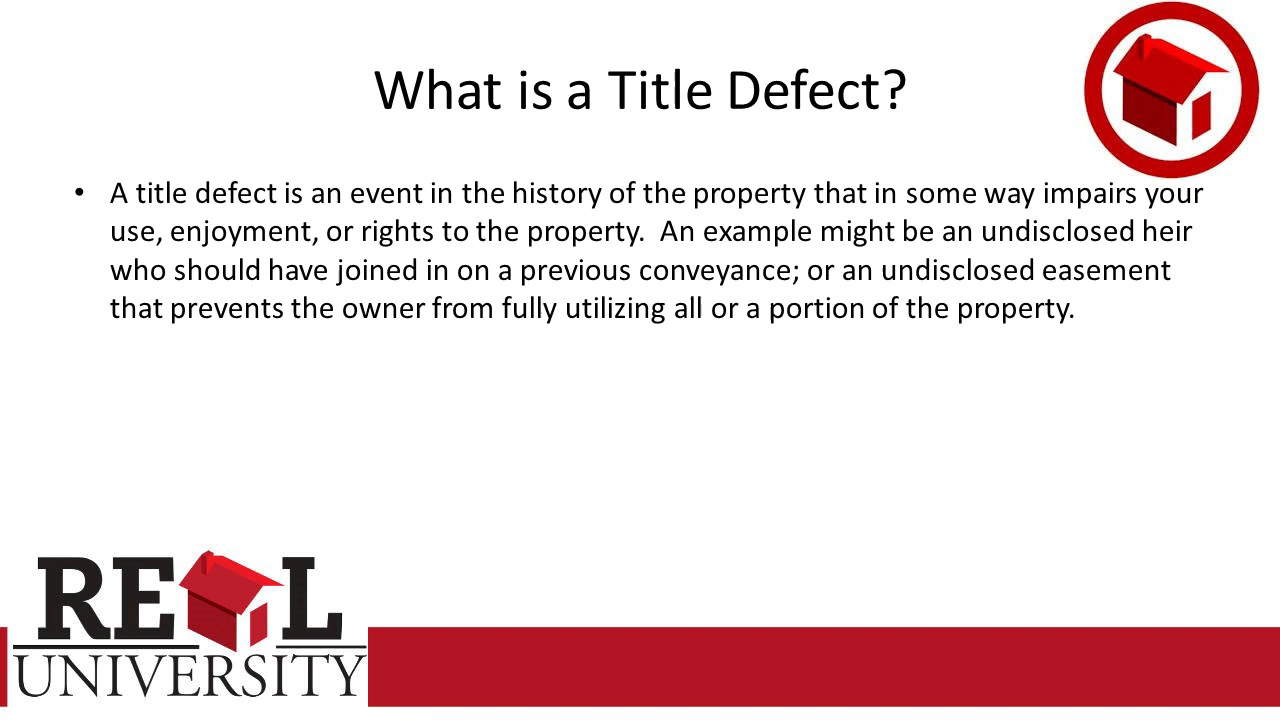 What is a Title Defect?
• A title defect is an event in the history of the property that in some way impairs your
use, enjoyment, or rights to the property.  An example might be an undisclosed heir
who should have joined in on a previous conveyance; or an undisclosed easement
that prevents the owner from fully utilizing all or a portion of the property.
REAL
UNIVERSITY